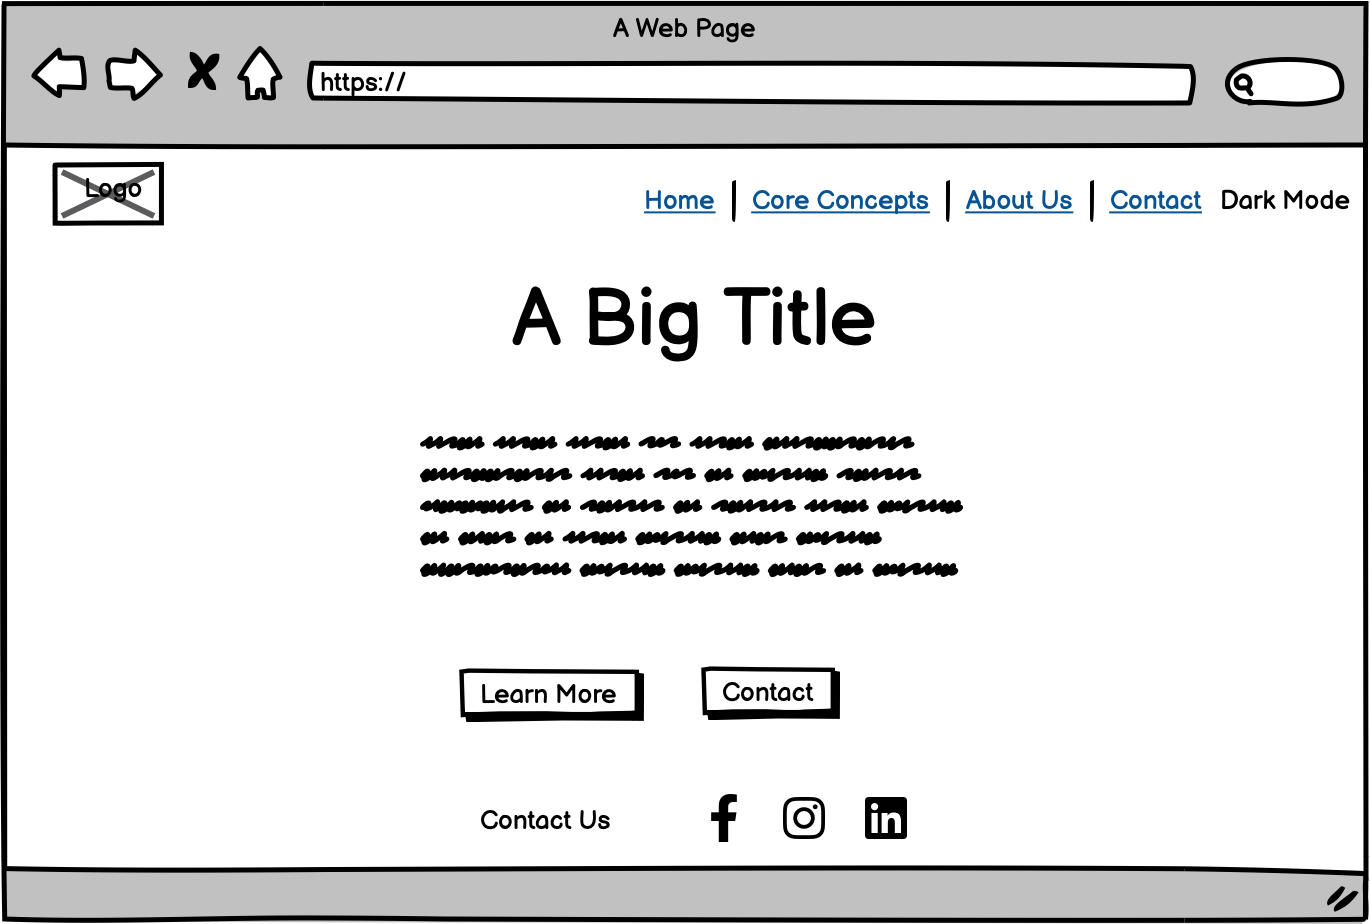 A Web Page
https://
Logo
Home Core Concepts About Us Contact Dark Mode
A Big Title
Learn More Contact
Contact Us
in